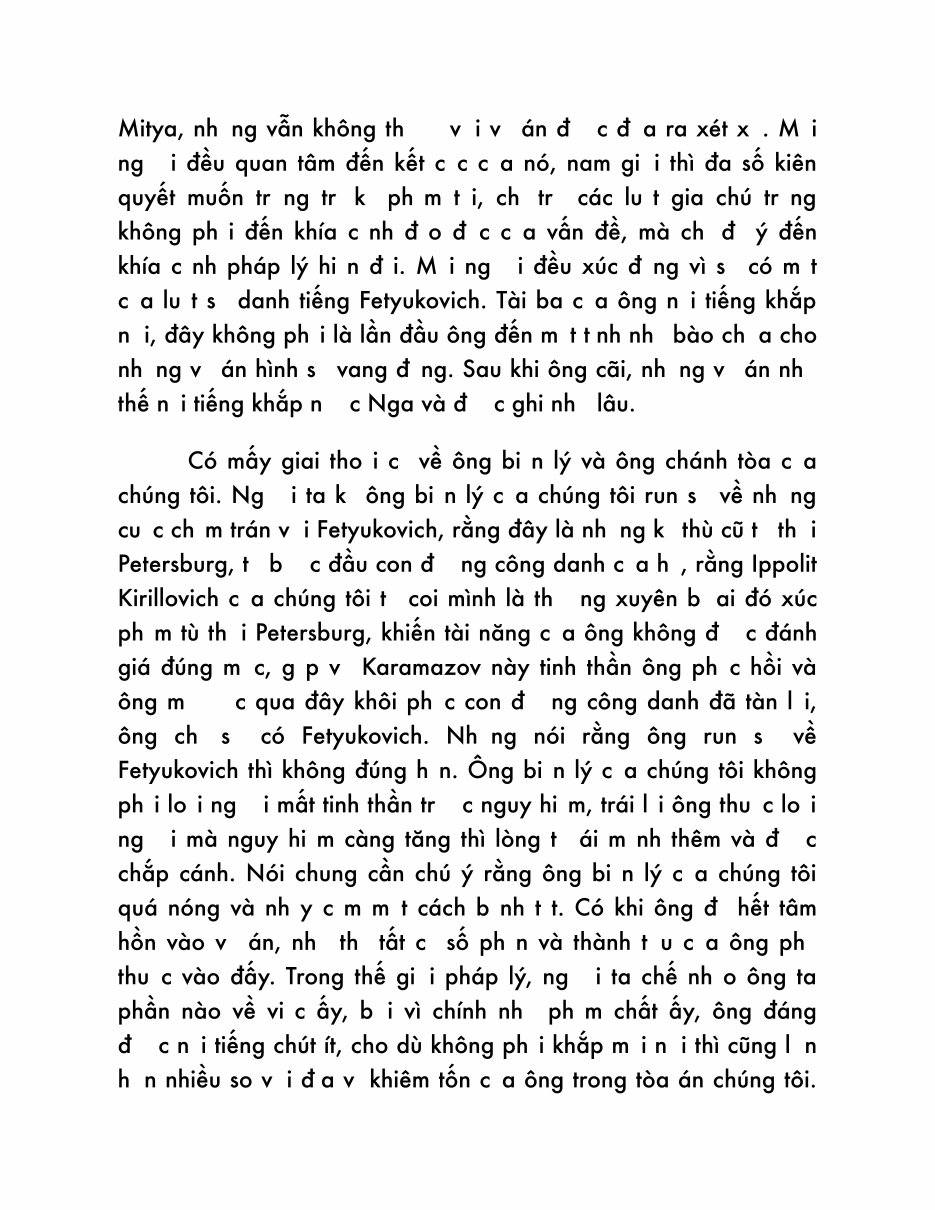 Mitya, nh ng vẫn không th v i v án đ c đ a ra xét x . M i
ng i đều quan tâm đến kết c c c a nó, nam gi i thì đa số kiên
quyết muốn tr ng tr k ph m t i, ch tr các lu t gia chú tr ng
không ph i đến khía c nh đ o đ c c a vấn đề, mà ch đ ý đến
khía c nh pháp lý hi n đ i. M i ng i đều xúc đ ng vì s có m t
c a lu t s danh tiếng Fetyukovich. Tài ba c a ông n i tiếng khắp
n i, đây không ph i là lần đầu ông đến m t t nh nh bào ch a cho
nh ng v án hình s vang đ ng. Sau khi ông cãi, nh ng v án nh
thế n i tiếng khắp n c Nga và đ c ghi nh lâu.
Có mấy giai tho i c về ông bi n lý và ông chánh tòa c a
chúng tôi. Ng i ta k ông bi n lý c a chúng tôi run s về nh ng
cu c ch m trán v i Fetyukovich, rằng đây là nh ng k thù cũ t th i
Petersburg, t b c đầu con đ ng công danh c a h , rằng Ippolit
Kirillovich c a chúng tôi t coi mình là th ng xuyên b ai đó xúc
ph m tù th i Petersburg, khiến tài năng c a ông không đ c đánh
giá đúng m c, g p v Karamazov này tinh thần ông ph c hồi và
ông m c qua đây khôi ph c con đ ng công danh đã tàn l i,
ông ch s có Fetyukovich. Nh ng nói rằng ông run s về
Fetyukovich thì không đúng h n. Ông bi n lý c a chúng tôi không
ph i lo i ng i mất tinh thần tr c nguy hi m, trái l i ông thu c lo i
ng i mà nguy hi m càng tăng thì lòng t ái m nh thêm và đ c
chắp cánh. Nói chung cần chú ý rằng ông bi n lý c a chúng tôi
quá nóng và nh y c m m t cách b nh t t. Có khi ông đ hết tâm
hồn vào v án, nh th tất c số ph n và thành t u c a ông ph
thu c vào đấy. Trong thế gi i pháp lý, ng i ta chế nh o ông ta
phần nào về vi c ấy, b i vì chính nh ph m chất ấy, ông đáng
đ c n i tiếng chút ít, cho dù không ph i khắp m i n i thì cũng l n
h n nhiều so v i đ a v khiêm tốn c a ông trong tòa án chúng tôi.